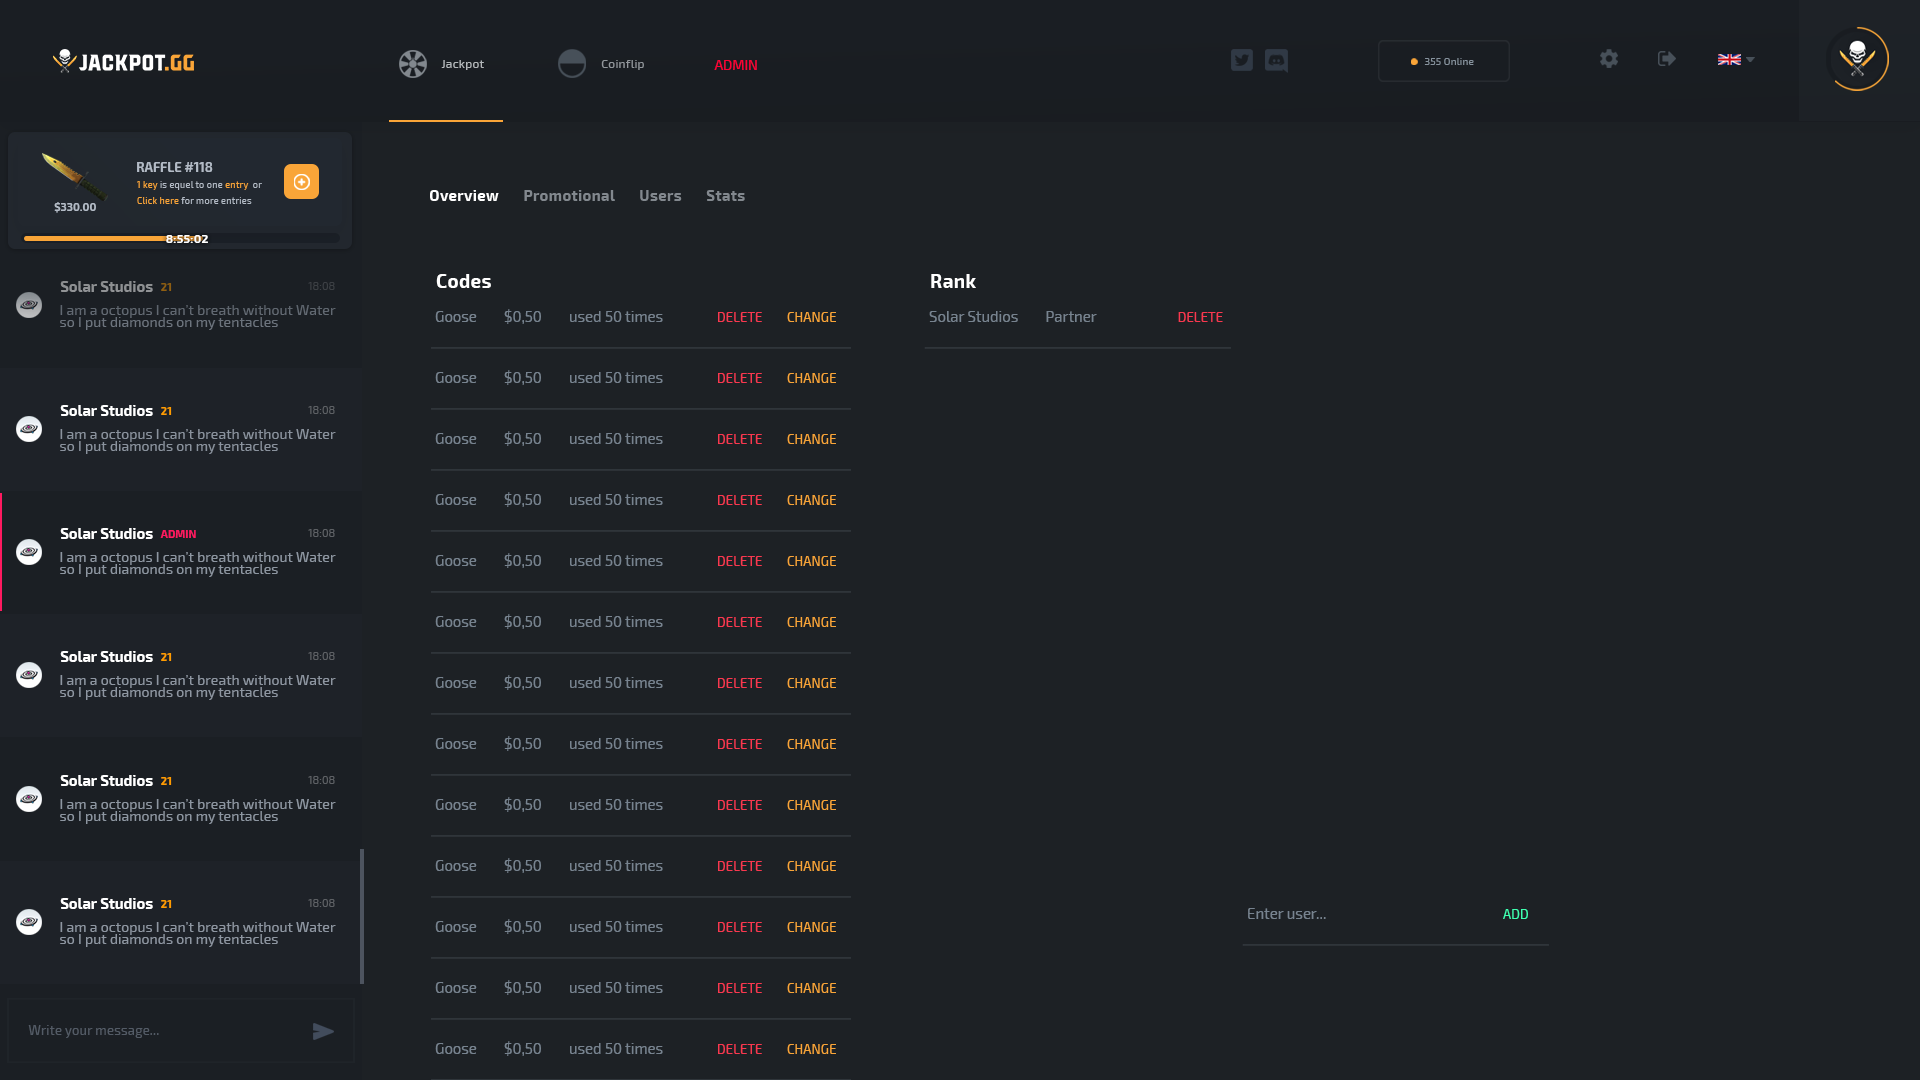 JACKPOT.GG
Jackpot
Coinflip
ADMIN
355 Online
RAFFLE #118
1 key is equal to one entry or
Click here for more entries
$330.00
8:55:02
Solar Studios 21 18:08
I am a octopus I can't breath without Water
so I put diamonds on my tentacles
Solar Studios 21 18:08
I am a octopus I can't breath without Water
so I put diamonds on my tentacles
Solar Studios ADMIN 18:08
I am a octopus I can't breath without Water
so I put diamonds on my tentacles
Solar Studios 21 18:08
I am a octopus I can't breath without Water
so I put diamonds on my tentacles
Solar Studios 21 18:08
I am a octopus I can't breath without Water
so I put diamonds on my tentacles
Solar Studios 21 18:08
I am a octopus I can't breath without Water
so I put diamonds on my tentacles
Write your message...
Overview Promotional Users Stats
Codes
Goose $0,50 used 50 times DELETE CHANGE
Goose $0,50 used 50 times DELETE CHANGE
Goose $0,50 used 50 times DELETE CHANGE
Goose $0,50 used 50 times DELETE CHANGE
Goose $0,50 used 50 times DELETE CHANGE
Goose $0,50 used 50 times DELETE CHANGE
Goose $0,50 used 50 times DELETE CHANGE
Goose $0,50 used 50 times DELETE CHANGE
Goose $0,50 used 50 times DELETE CHANGE
Goose $0,50 used 50 times DELETE CHANGE
Goose $0,50 used 50 times DELETE CHANGE
Goose $0,50 used 50 times DELETE CHANGE
Goose $0,50 used 50 times DELETE CHANGE
Rank
Solar Studios Partner DELETE
Enter user... ADD